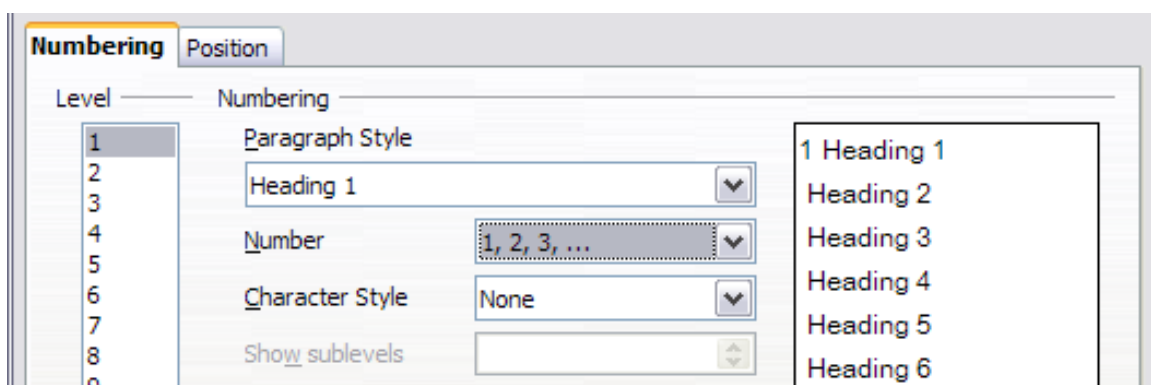 Numbering Position
Level Numbering
1
2
3
4
5
6
7
8
Paragraph Style
Heading 1
Number 1, 2, 3, ...
Character Style None
Show sublevels
1 Heading 1
Heading 2
Heading 3
Heading 4
Heading 5
Heading 6